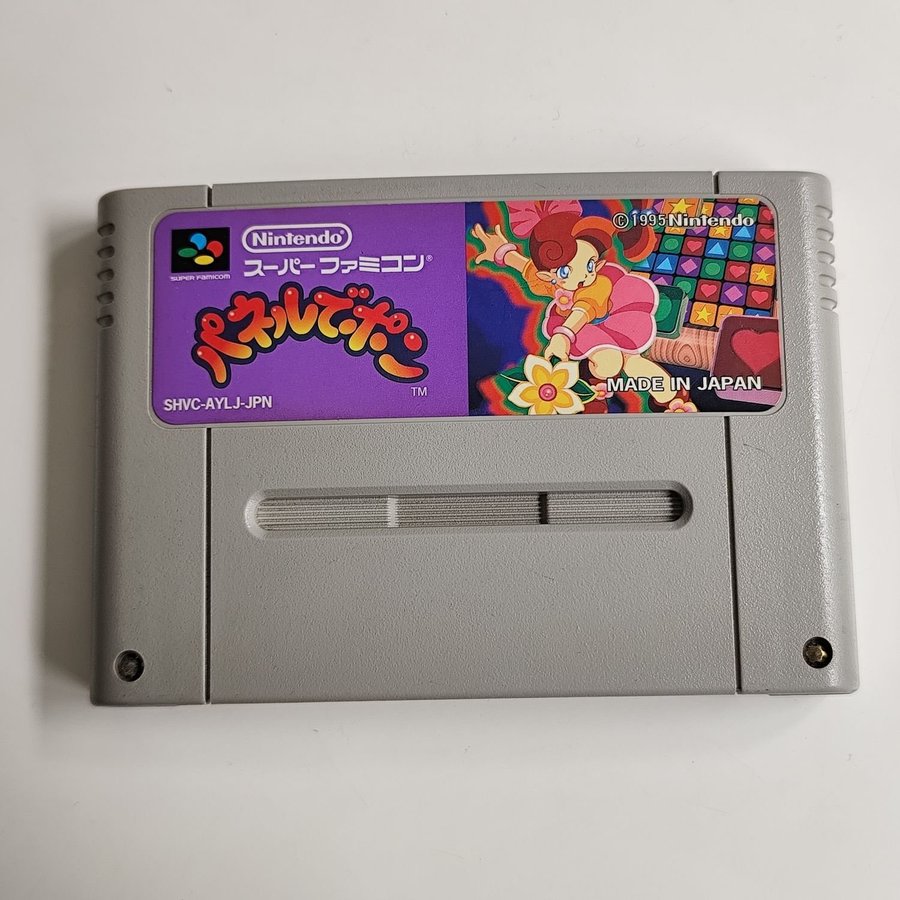 SUPER FAMICOM
Nintendo
スーパーファミコン®
パネルでポン
TM
SHVC-AYLJ-JPN
©1995 Nintendo
MADE IN JAPAN